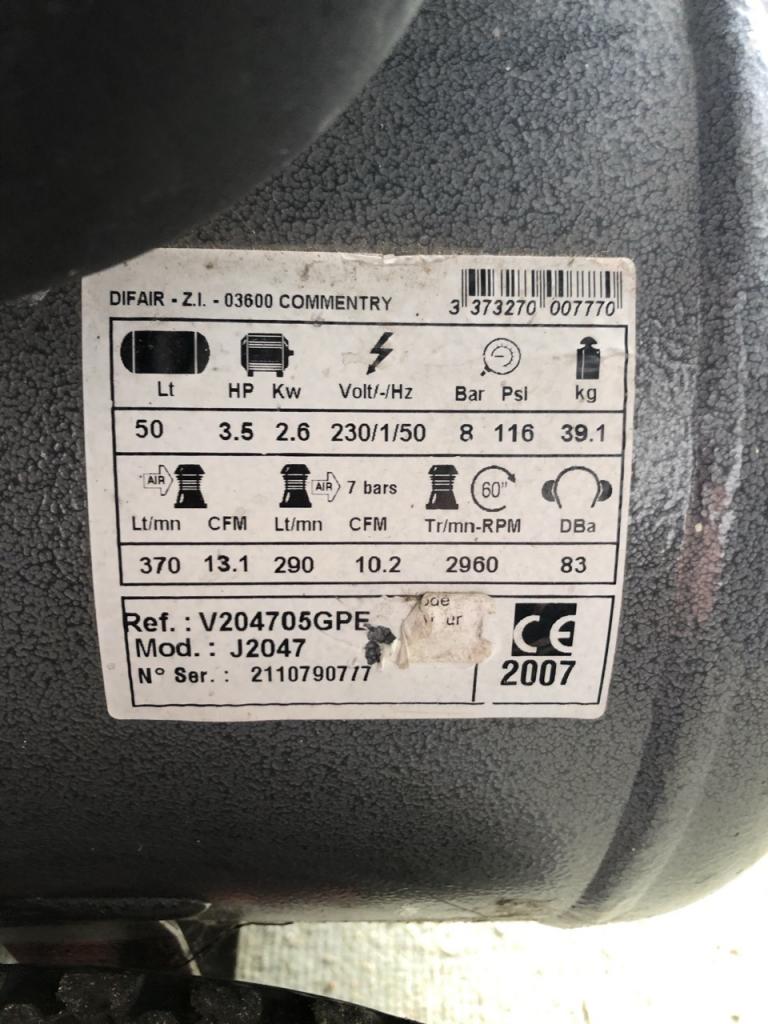 DIFAIR - Z.I. - 03600 COMMENTRY
3 373270 007770
Lt HP Kw Volt/-/Hz Bar Psi kg
50 3.5 2.6 230/1/50 8 116 39.1
AIR AIR 7 bars 60"
Lt/mn CFM Lt/mn CFM Tr/mn-RPM DBa
370 13.1 290 10.2 2960 83
Ref. : V204705GPE
Mod. : J2047
N° Ser. : 2110790777
CE
2007